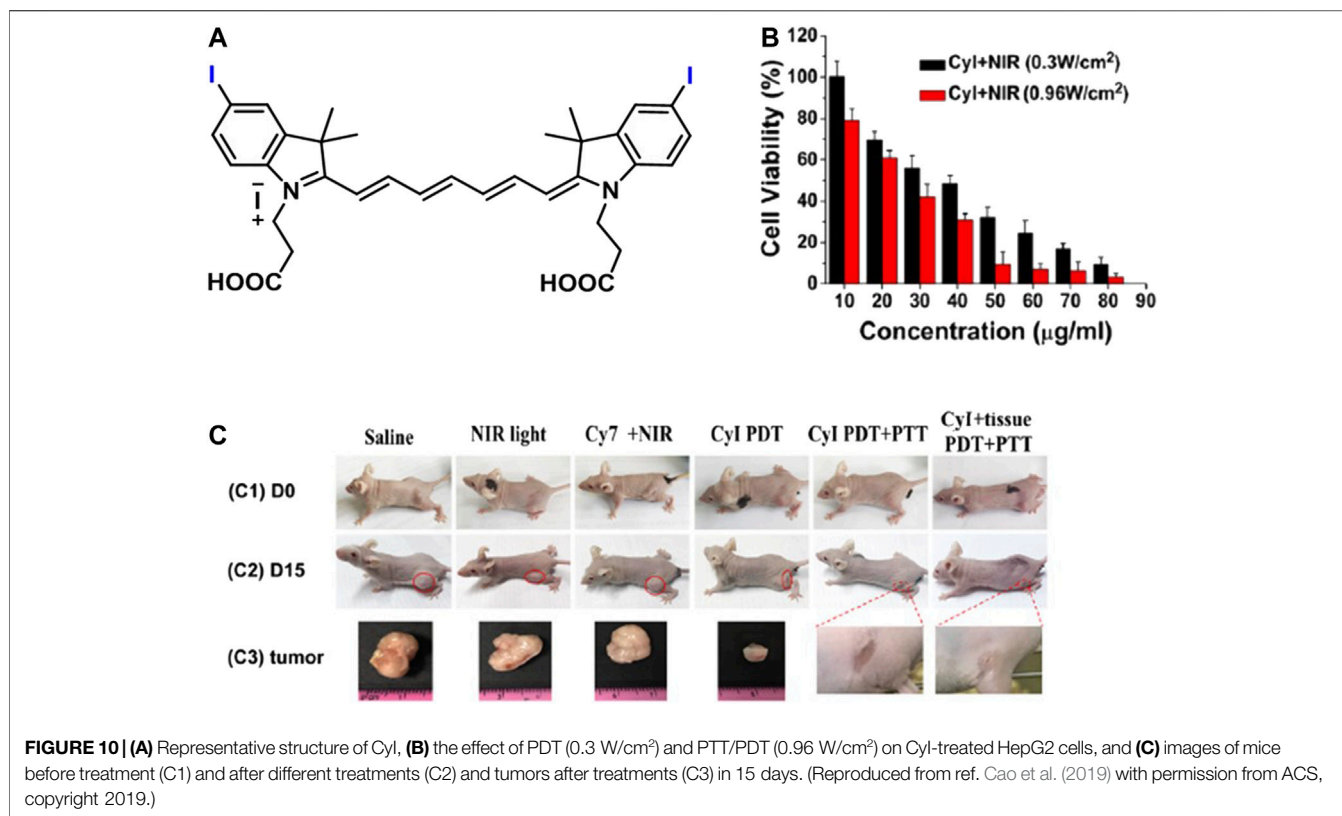 A
I
I
N
I
−
+
N
HOOC
HOOC
B
Cell Viability (%)
120
100
80
60
40
20
0
CyI+NIR (0.3W/cm²)
CyI+NIR (0.96W/cm²)
10 20 30 40 50 60 70 80 90
Concentration (µg/ml)
C
Saline NIR light Cy7 +NIR CyI PDT CyI PDT+PTT CyI+tissue
PDT+PTT
(C1) D0
(C2) D15
(C3) tumor
FIGURE 10 | (A) Representative structure of CyI, (B) the effect of PDT (0.3 W/cm²) and PTT/PDT (0.96 W/cm²) on CyI-treated HepG2 cells, and (C) images of mice
before treatment (C1) and after different treatments (C2) and tumors after treatments (C3) in 15 days. (Reproduced from ref. Cao et al. (2019) with permission from ACS,
copyright 2019.)